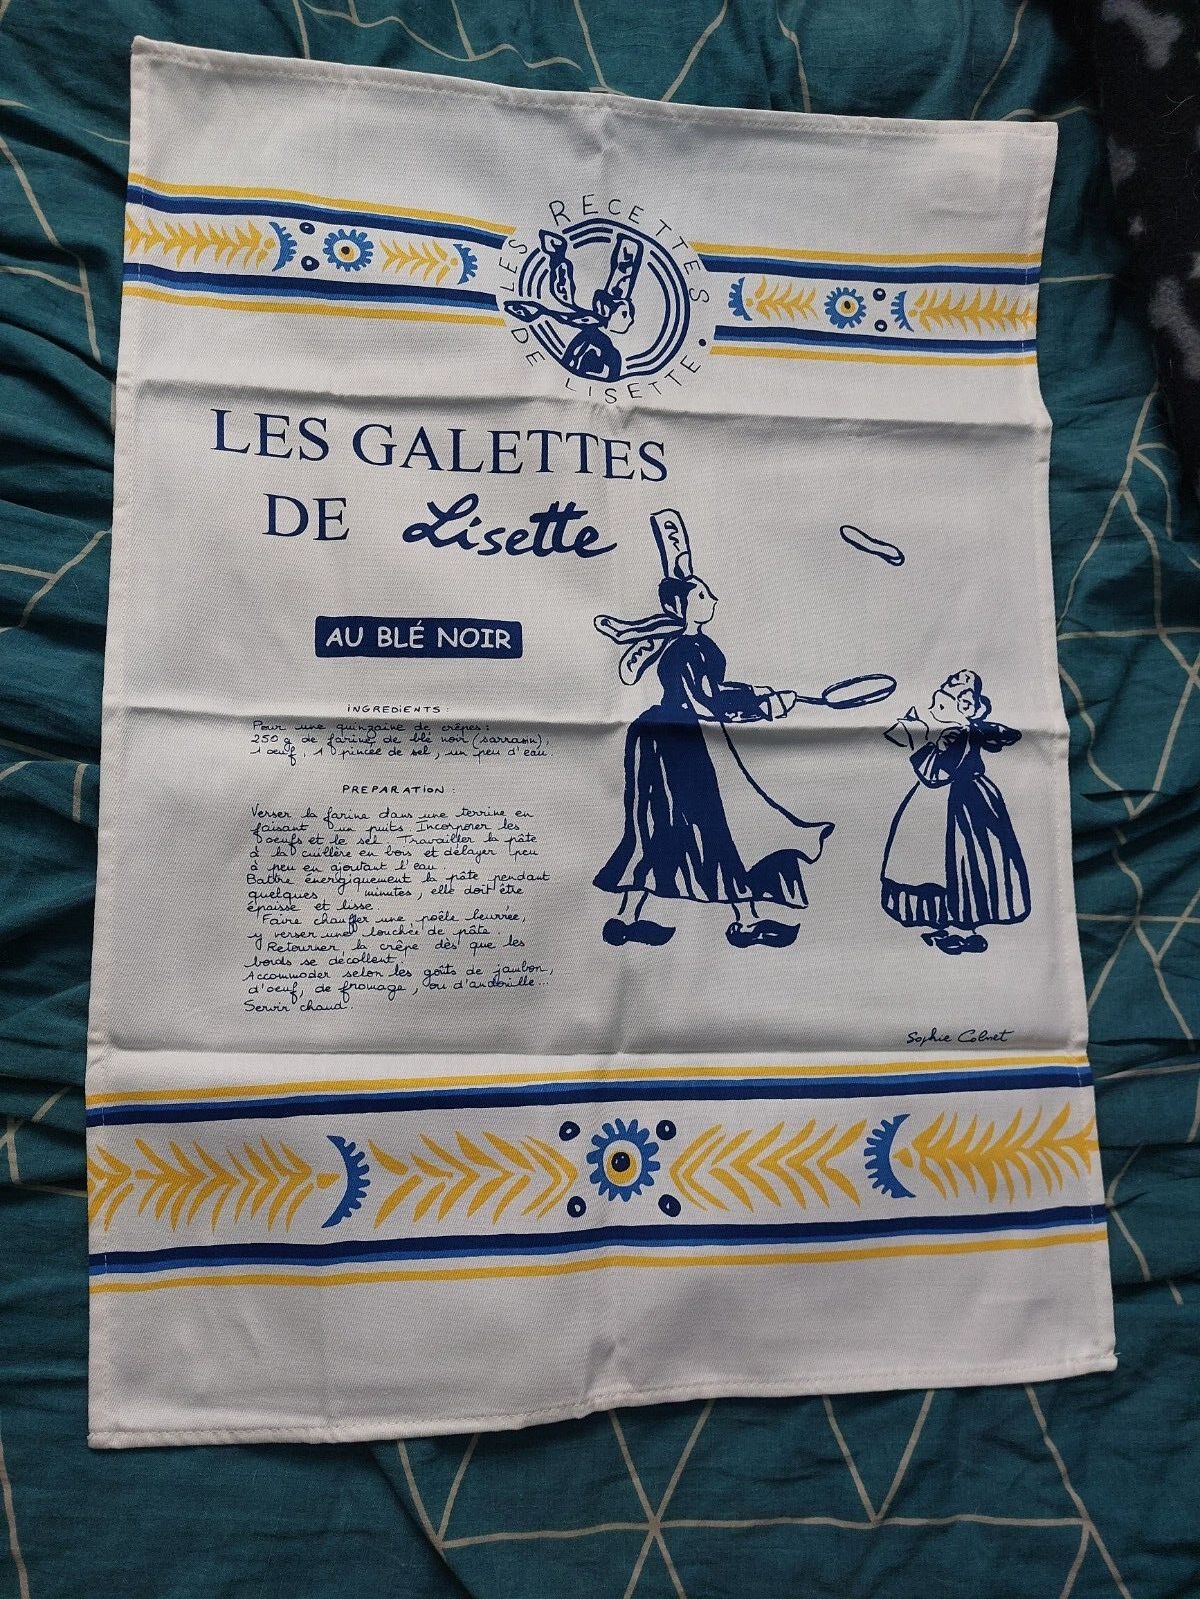 LES RECETTES DE LISETTE •
LES GALETTES
DE Lisette
AU BLÉ NOIR
INGREDIENTS :
Pour une quinzaine de crêpes :
250 g de farine de blé noir (sarrasin),
1 oeuf, 1 pincée de sel, un peu d'eau.
PREPARATION :
Verser la farine dans une terrine en
faisant un puits. Incorporer les
oeufs et le sel. Travailler la pâte
à la cuillère en bois et délayer peu
à peu en ajoutant l'eau.
Battre énergiquement la pâte pendant
quelques minutes, elle doit être
épaisse et lisse.
Faire chauffer une poêle beurrée,
y verser une louchée de pâte.
Retourner la crêpe dès que les
bords se décollent.
Accommoder selon les goûts de jambon,
d'oeuf, de fromage, ou d'andouille...
Servir chaud.
Sophie Colnet